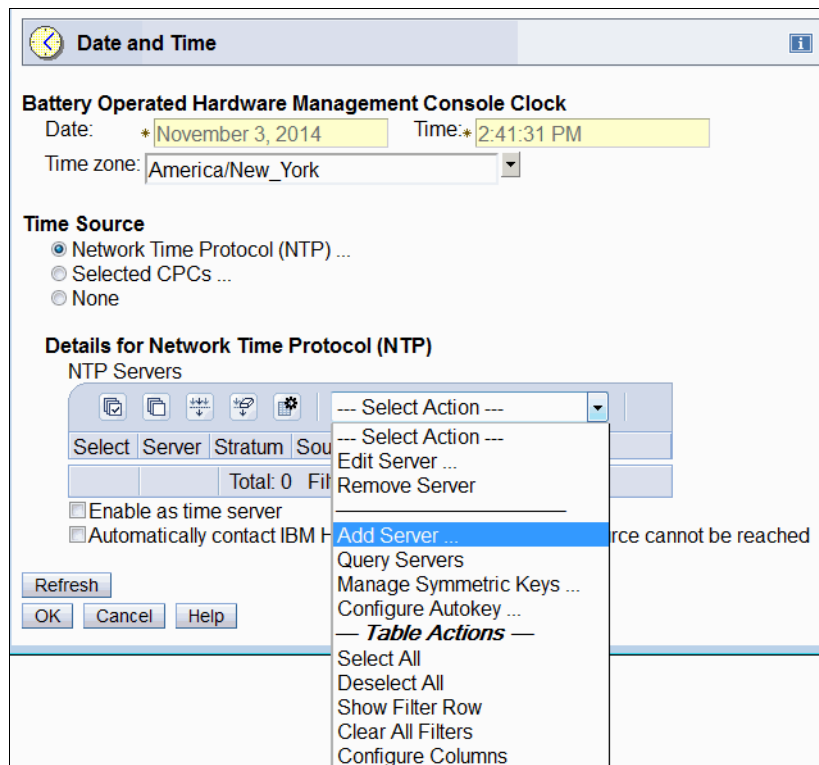 Date and Time
i
Battery Operated Hardware Management Console Clock
Date: * November 3, 2014 Time:* 2:41:31 PM
Time zone: America/New_York
Time Source
Network Time Protocol (NTP) ...
Selected CPCs ...
None
Details for Network Time Protocol (NTP)
NTP Servers
--- Select Action ---
Select Server Stratum Sou
Total: 0 Fil
Enable as time server
Automatically contact IBM H
rce cannot be reached
--- Select Action ---
Edit Server ...
Remove Server
Add Server ...
Query Servers
Manage Symmetric Keys ...
Configure Autokey ...
— Table Actions —
Select All
Deselect All
Show Filter Row
Clear All Filters
Configure Columns
Refresh
OK Cancel Help